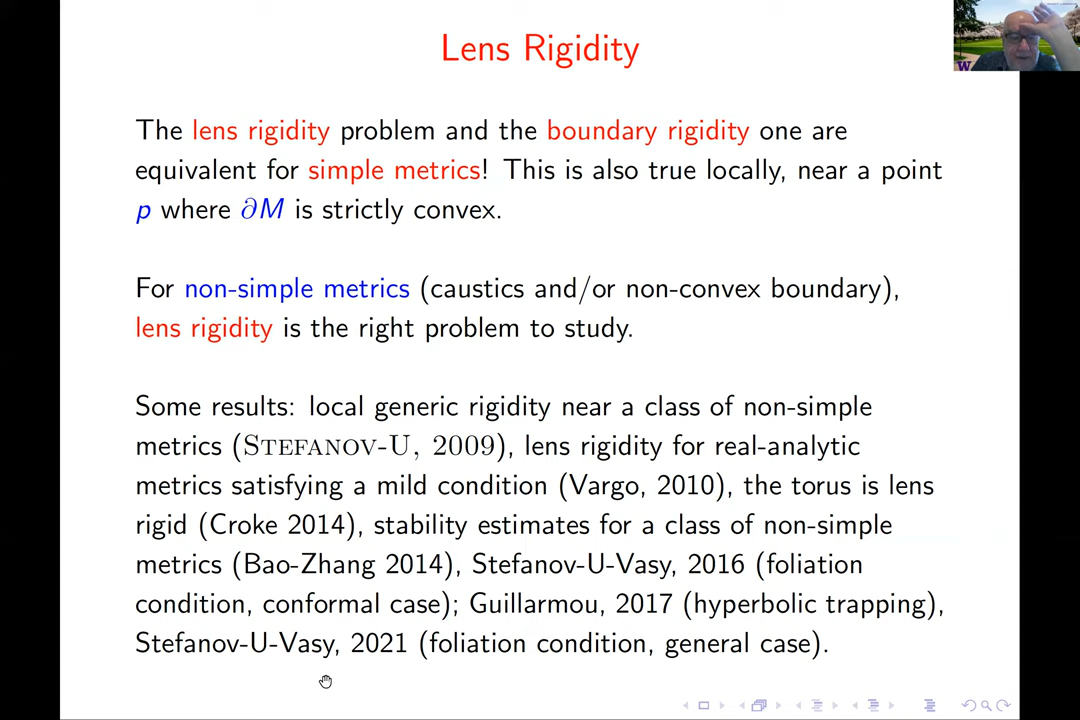 Lens Rigidity
The lens rigidity problem and the boundary rigidity one are
equivalent for simple metrics! This is also true locally, near a point
p where ∂M is strictly convex.
For non-simple metrics (caustics and/or non-convex boundary),
lens rigidity is the right problem to study.
Some results: local generic rigidity near a class of non-simple
metrics (Stefanov-U, 2009), lens rigidity for real-analytic
metrics satisfying a mild condition (Vargo, 2010), the torus is lens
rigid (Croke 2014), stability estimates for a class of non-simple
metrics (Bao-Zhang 2014), Stefanov-U-Vasy, 2016 (foliation
condition, conformal case); Guillarmou, 2017 (hyperbolic trapping),
Stefanov-U-Vasy, 2021 (foliation condition, general case).
W